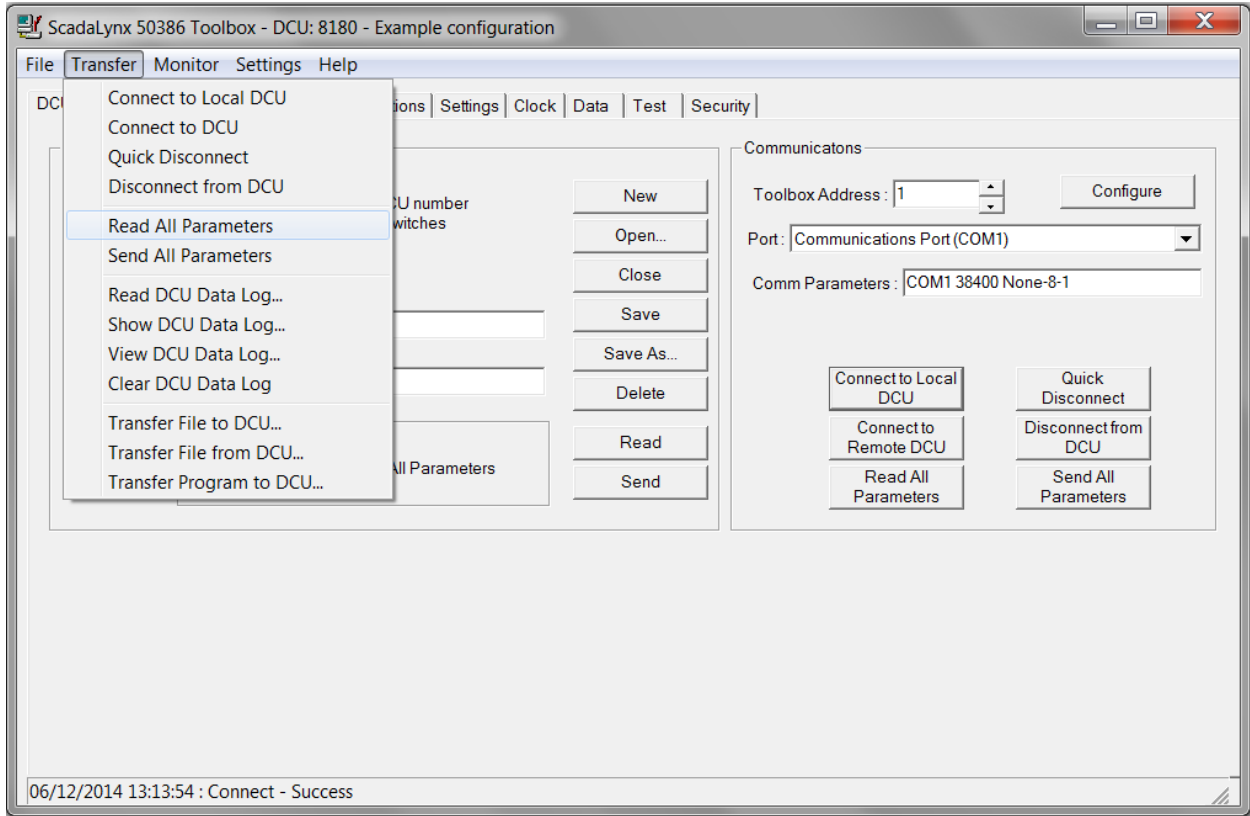 ScadaLynx 50386 Toolbox - DCU: 8180 - Example configuration
File Transfer Monitor Settings Help
Connect to Local DCU
Connect to DCU
Quick Disconnect
Disconnect from DCU
Read All Parameters
Send All Parameters
Read DCU Data Log...
Show DCU Data Log...
View DCU Data Log...
Clear DCU Data Log
Transfer File to DCU...
Transfer File from DCU...
Transfer Program to DCU...
Settings Clock Data Test Security
number
All Parameters
New
Open...
Close
Save
Save As...
Delete
Read
Send
Communicatons
Toolbox Address : 1
Configure
Port : Communications Port (COM1)
Comm Parameters : COM1 38400 None-8-1
Connect to Local
DCU
Quick
Disconnect
Connect to
Remote DCU
Disconnect from
DCU
Read All
Parameters
Send All
Parameters
06/12/2014 13:13:54 : Connect - Success